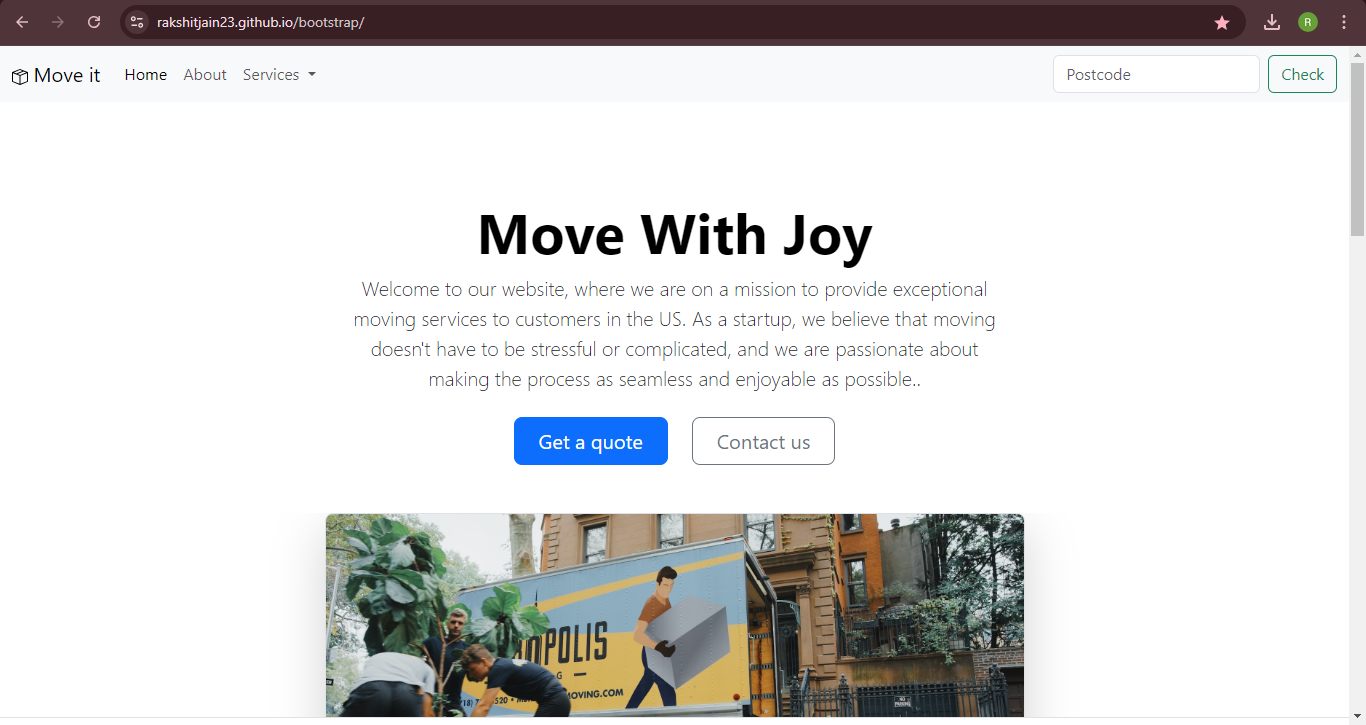 rakshitjain23.github.io/bootstrap/
R
Move it
Home
About
Services
Postcode
Check
Move With Joy
Welcome to our website, where we are on a mission to provide exceptional
moving services to customers in the US. As a startup, we believe that moving
doesn't have to be stressful or complicated, and we are passionate about
making the process as seamless and enjoyable as possible..
Get a quote
Contact us
OPOLIS
MOVING.COM